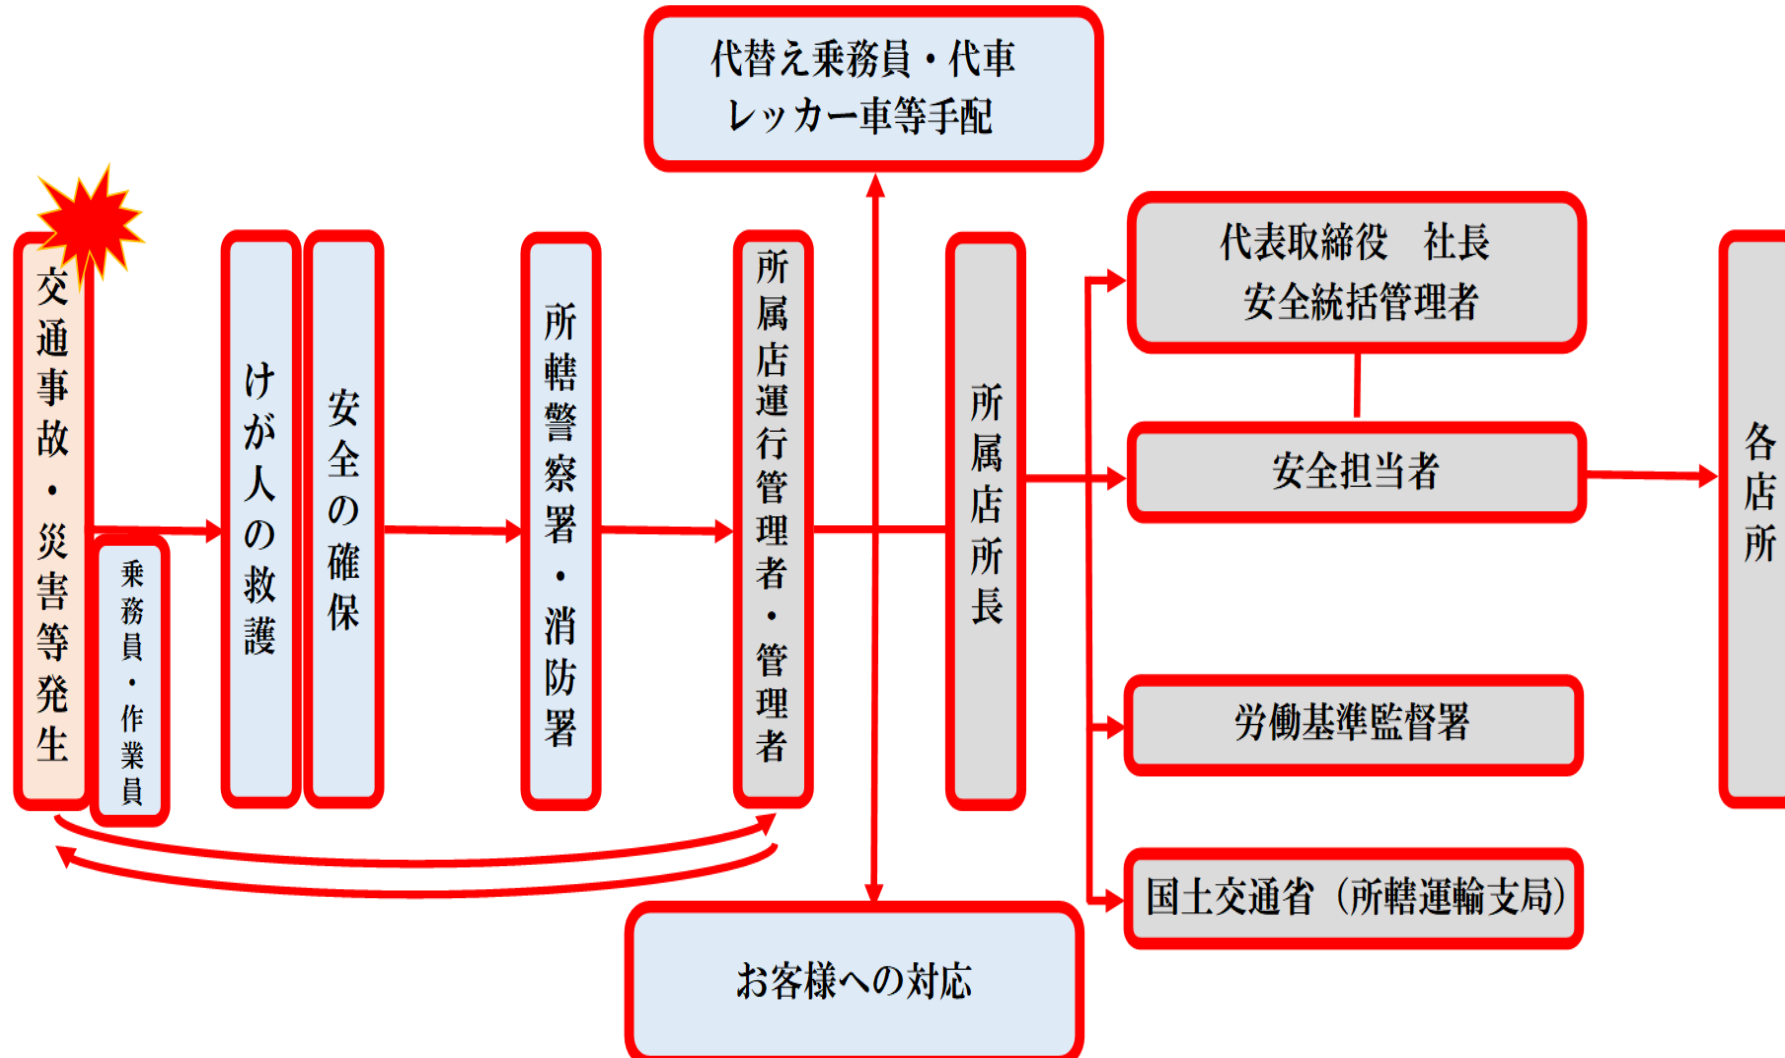 代替え乗務員・代車
レッカー車等手配
交通事故・災害等発生
乗務員・作業員
けが人の救護
安全の確保
所轄警察署・消防署
所属店運行管理者・管理者
所属店所長
代表取締役　社長
安全統括管理者
安全担当者
労働基準監督署
国土交通省（所轄運輸支局）
各店所
お客様への対応